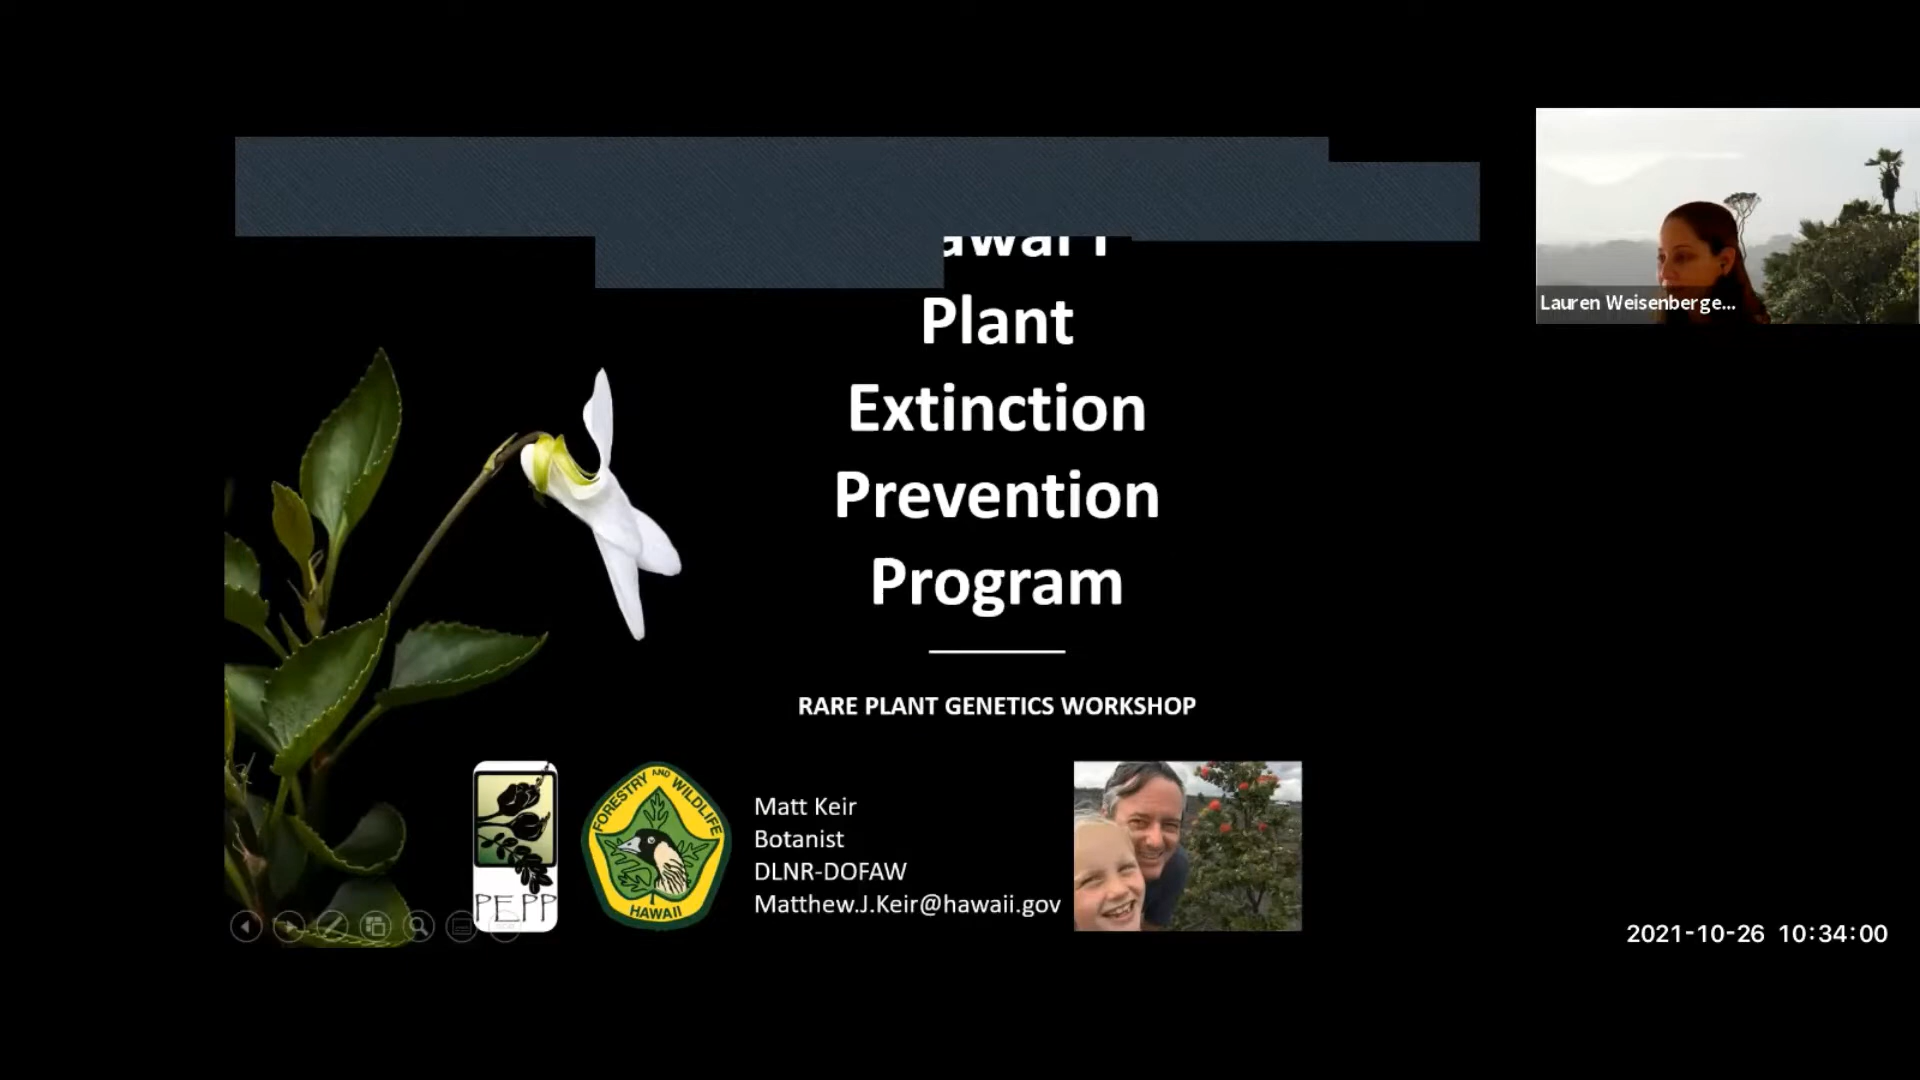 Plant
Extinction
Prevention
Program
RARE PLANT GENETICS WORKSHOP
Matt Keir
Botanist
DLNR-DOFAW
Matthew.J.Keir@hawaii.gov
PEPP
FORESTRY AND WILDLIFE
HAWAII
Lauren Weisenberge...
2021-10-26 10:34:00